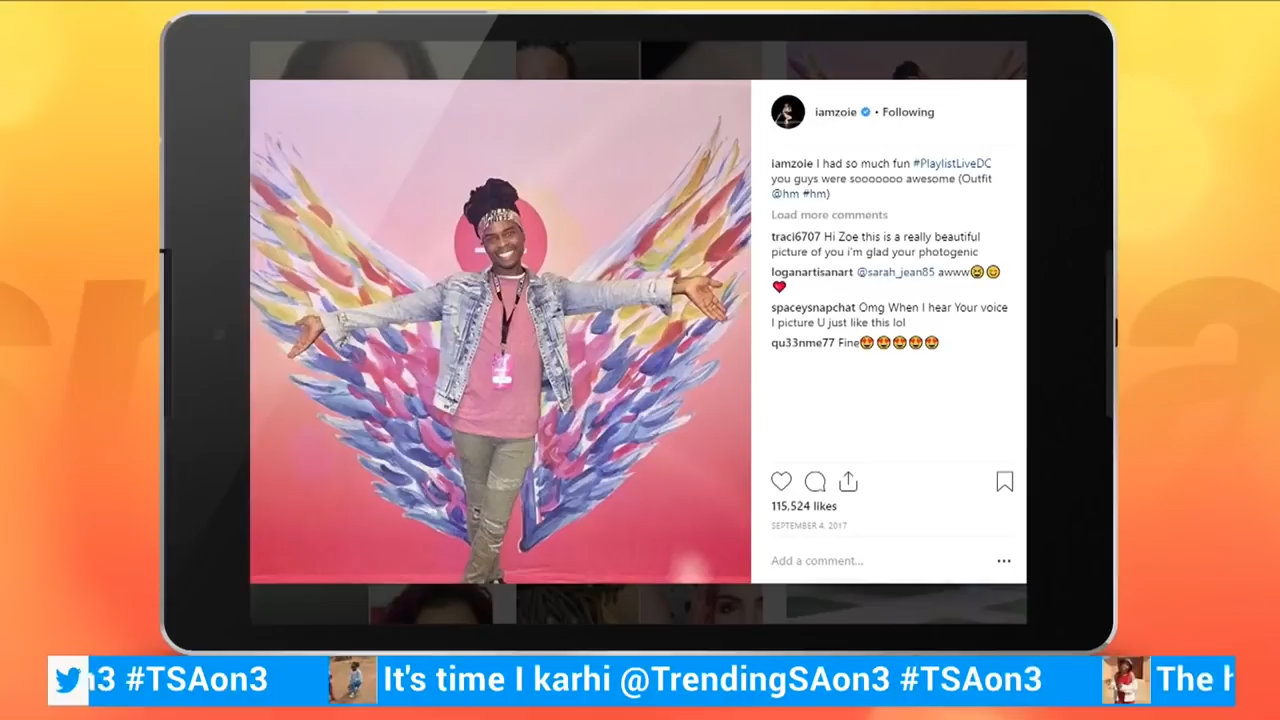 iamzoie • Following
iamzoie I had so much fun #PlaylistLiveDC
you guys were sooooooo awesome (Outfit
@hm #hm)
Load more comments
traci6707 Hi Zoe this is a really beautiful
picture of you i'm glad your photogenic
loganartisanart @sarah_jean85 awww😆😊
❤️
spaceysnapchat Omg When I hear Your voice
I picture U just like this lol
qu33nme77 Fine😍😍😍😍😍
115,524 likes
SEPTEMBER 4, 2017
Add a comment...
n3 #TSAon3 It's time I karhi @TrendingSAon3 #TSAon3 The h